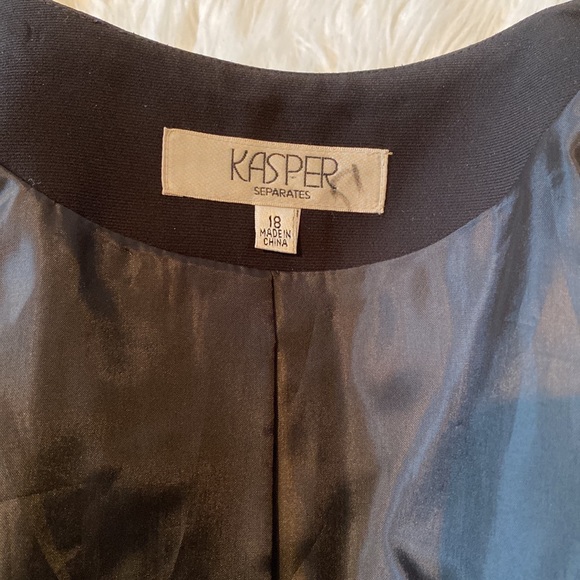 KASPER
SEPARATES
18
MADE IN
CHINA